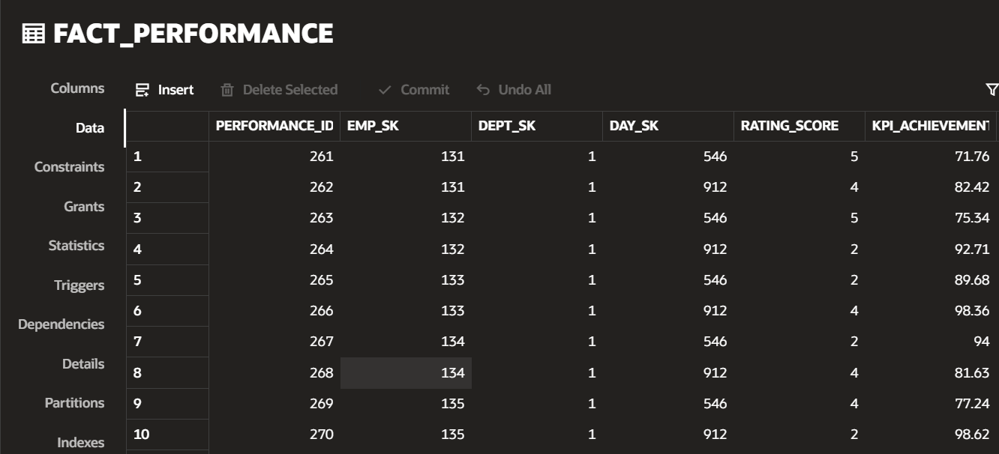 FACT_PERFORMANCE
Columns
Data
Constraints
Grants
Statistics
Triggers
Dependencies
Details
Partitions
Indexes
Insert Delete Selected Commit Undo All
PERFORMANCE_ID EMP_SK DEPT_SK DAY_SK RATING_SCORE KPI_ACHIEVEMENT
1 261 131 1 546 5 71.76
2 262 131 1 912 4 82.42
3 263 132 1 546 5 75.34
4 264 132 1 912 2 92.71
5 265 133 1 546 2 89.68
6 266 133 1 912 4 98.36
7 267 134 1 546 2 94
8 268 134 1 912 4 81.63
9 269 135 1 546 4 77.24
10 270 135 1 912 2 98.62